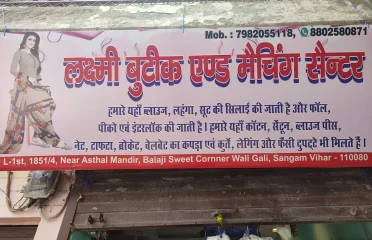 Mob. : 7982055118, 8802580871
लक्ष्मी बुटीक एण्ड मैचिंग सेन्टर
हमारे यहाँ ब्लाउज, लहंगा, सूट की सिलाई की जाती है और फॉल,
पीको एवं इंटरलॉक की जाती है। हमारे यहाँ कॉटन, सैटून, ब्लाउज पीस,
नेट, टाफटा, ब्रोकेट, वेलबेट का कपड़ा एवं कुर्ते, लेगिंग और फैंसी दुपट्टे भी मिलते हैं।
L-1st, 1851/4, Near Asthal Mandir, Balaji Sweet Cornner Wali Gali, Sangam Vihar - 110080